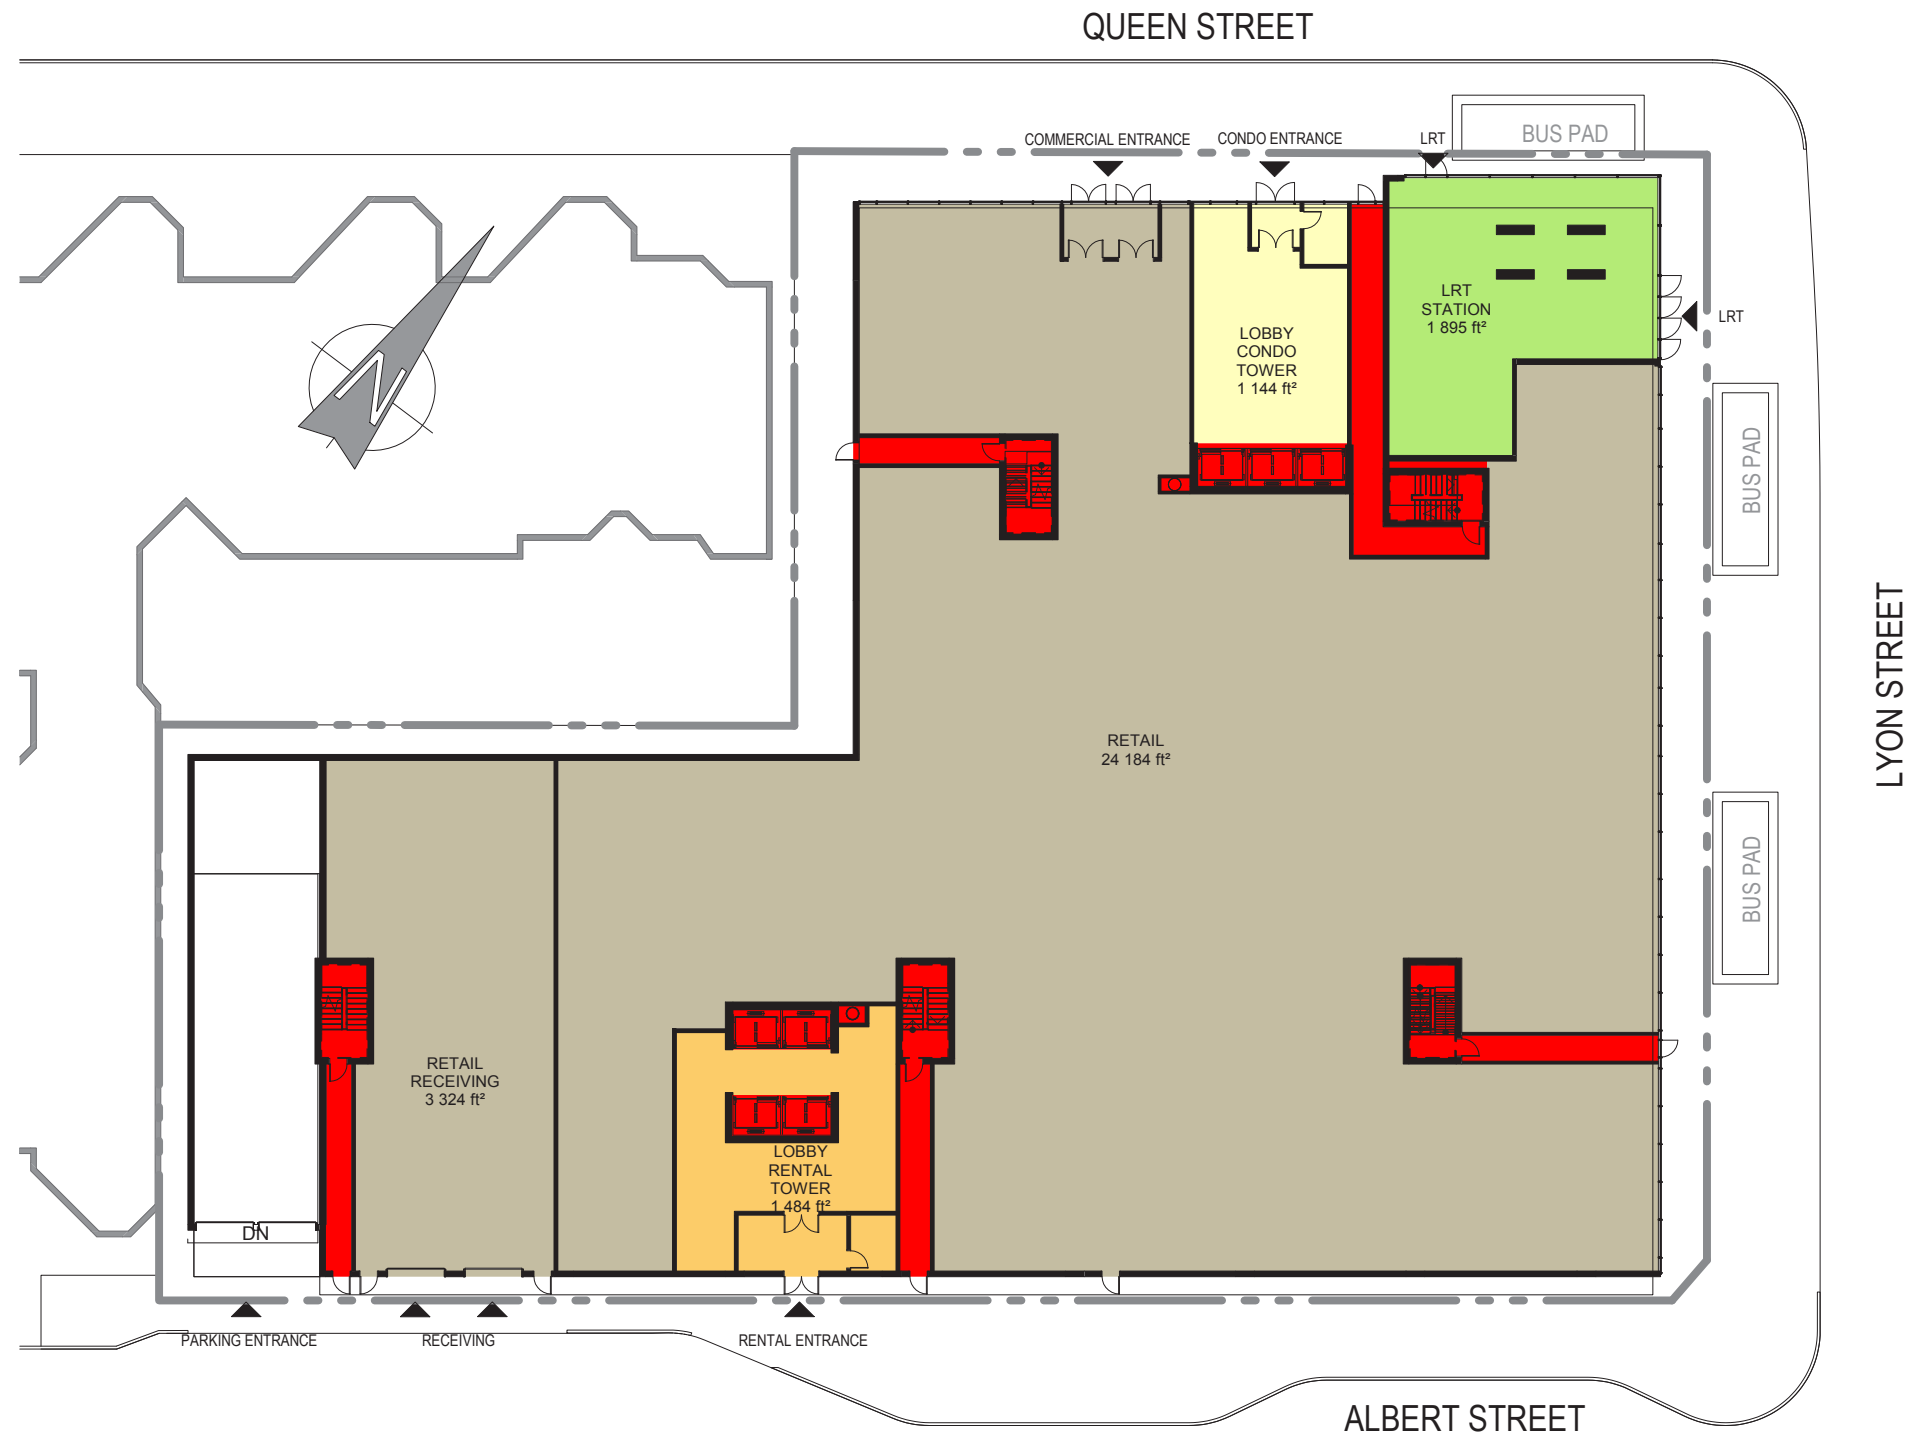 QUEEN STREET
COMMERCIAL ENTRANCE
CONDO ENTRANCE
LRT
BUS PAD
LRT
STATION
1 895 ft²
LRT
LOBBY
CONDO
TOWER
1 144 ft²
N
BUS PAD
LYON STREET
RETAIL
24 184 ft²
BUS PAD
RETAIL
RECEIVING
3 324 ft²
LOBBY
RENTAL
TOWER
1 484 ft²
DN
PARKING ENTRANCE
RECEIVING
RENTAL ENTRANCE
ALBERT STREET